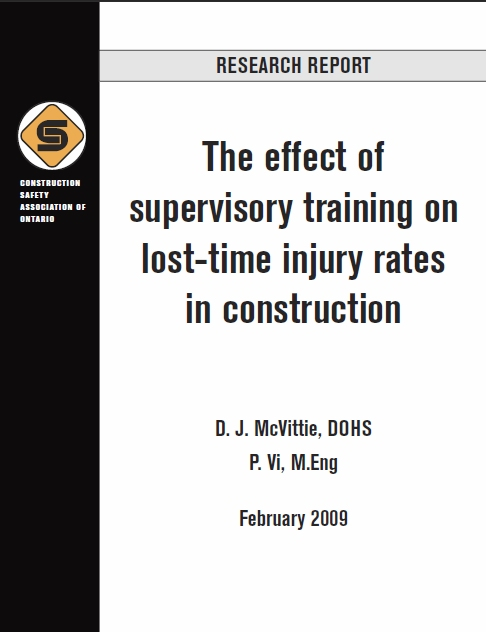 RESEARCH REPORT
CONSTRUCTION
SAFETY
ASSOCIATION OF
ONTARIO
The effect of
supervisory training on
lost-time injury rates
in construction
D. J. McVittie, DOHS
P. Vi, M.Eng
February 2009